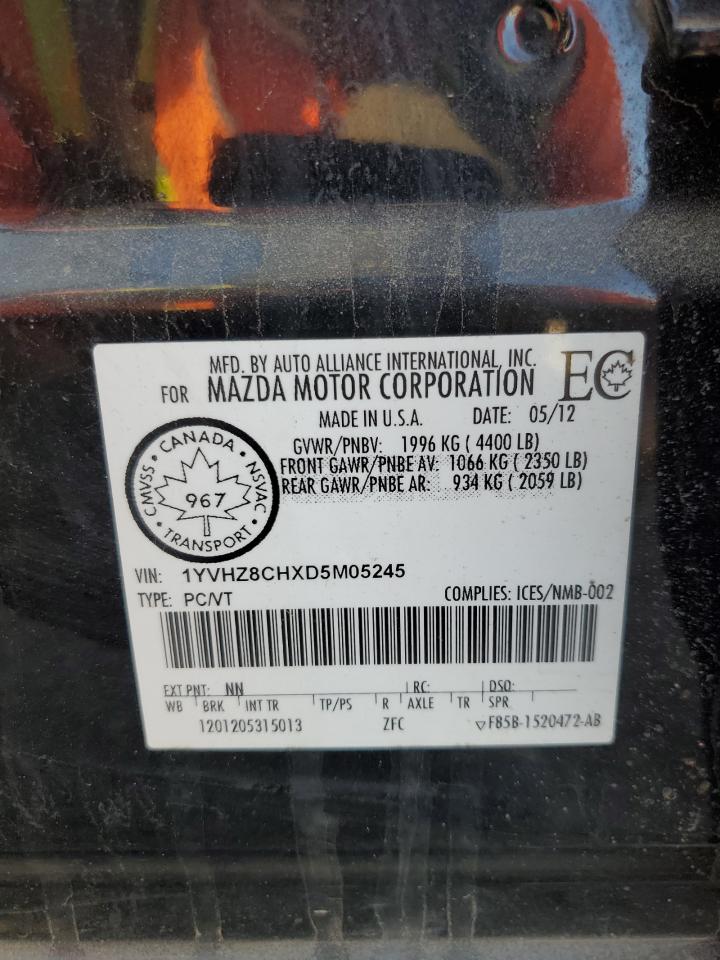 MFD. BY AUTO ALLIANCE INTERNATIONAL, INC.
FOR MAZDA MOTOR CORPORATION
EC
MADE IN U.S.A. DATE: 05/12
GVWR/PNBV: 1996 KG ( 4400 LB)
FRONT GAWR/PNBE AV: 1066 KG ( 2350 LB)
REAR GAWR/PNBE AR: 934 KG ( 2059 LB)
CMVSS • CANADA • NSVAC • TRANSPORT •
967
VIN: 1YVHZ8CHXD5M05245
TYPE: PC/VT COMPLIES: ICES/NMB-002
EXT PNT: NN RC: DSO:
WB BRK INT TR TP/PS R AXLE TR SPR
1201205315013 ZFC ▽F85B-1520472-AB